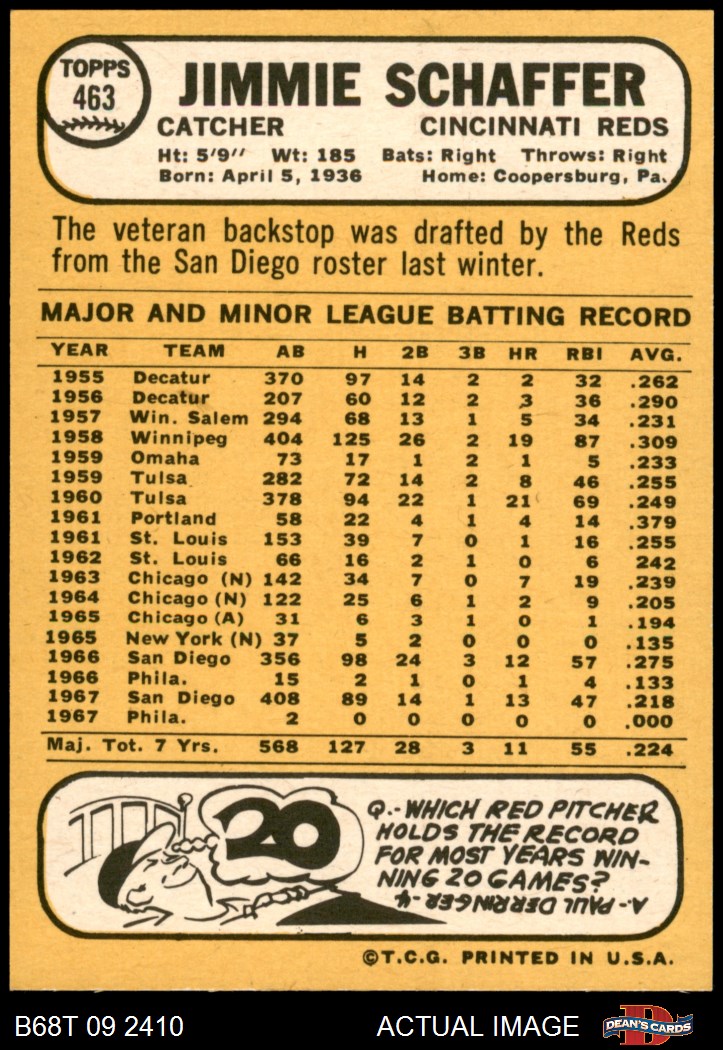 TOPPS
463
JIMMIE SCHAFFER
CATCHER CINCINNATI REDS
Ht: 5'9" Wt: 185 Bats: Right Throws: Right
Born: April 5, 1936 Home: Coopersburg, Pa.
The veteran backstop was drafted by the Reds
from the San Diego roster last winter.
MAJOR AND MINOR LEAGUE BATTING RECORD
YEAR TEAM AB H 2B 3B HR RBI AVG.
1955 Decatur 370 97 14 2 2 32 .262
1956 Decatur 207 60 12 2 3 36 .290
1957 Win. Salem 294 68 13 1 5 34 .231
1958 Winnipeg 404 125 26 2 19 87 .309
1959 Omaha 73 17 1 2 1 5 .233
1959 Tulsa 282 72 14 2 8 46 .255
1960 Tulsa 378 94 22 1 21 69 .249
1961 Portland 58 22 4 1 4 14 .379
1961 St. Louis 153 39 7 0 1 16 .255
1962 St. Louis 66 16 2 1 0 6 242
1963 Chicago (N) 142 34 7 0 7 19 .239
1964 Chicago (N) 122 25 6 1 2 9 .205
1965 Chicago (A) 31 6 3 1 0 1 .194
1965 New York (N) 37 5 2 0 0 0 .135
1966 San Diego 356 98 24 3 12 57 .275
1966 Phila. 15 2 1 0 1 4 .133
1967 San Diego 408 89 14 1 13 47 .218
1967 Phila. 2 0 0 0 0 0 .000
Maj. Tot. 7 Yrs. 568 127 28 3 11 55 .224
20
Q.-WHICH RED PITCHER
HOLDS THE RECORD
FOR MOST YEARS WIN-
NING 20 GAMES?
A.-PAUL DERRINGER-4
©T.C.G. PRINTED IN U.S.A.
B68T 09 2410 ACTUAL IMAGE
D
DEAN'S CARDS